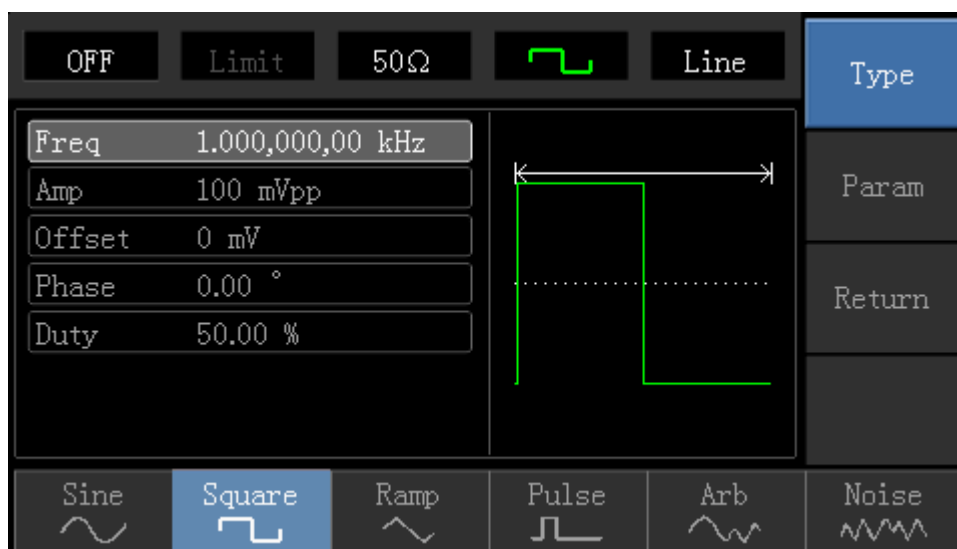 OFF Limit 50Ω Line Type
Freq 1.000,000,00 kHz
Amp 100 mVpp
Param
Offset 0 mV
Phase 0.00 °
Return
Duty 50.00 %
Sine Square Ramp Pulse Arb Noise